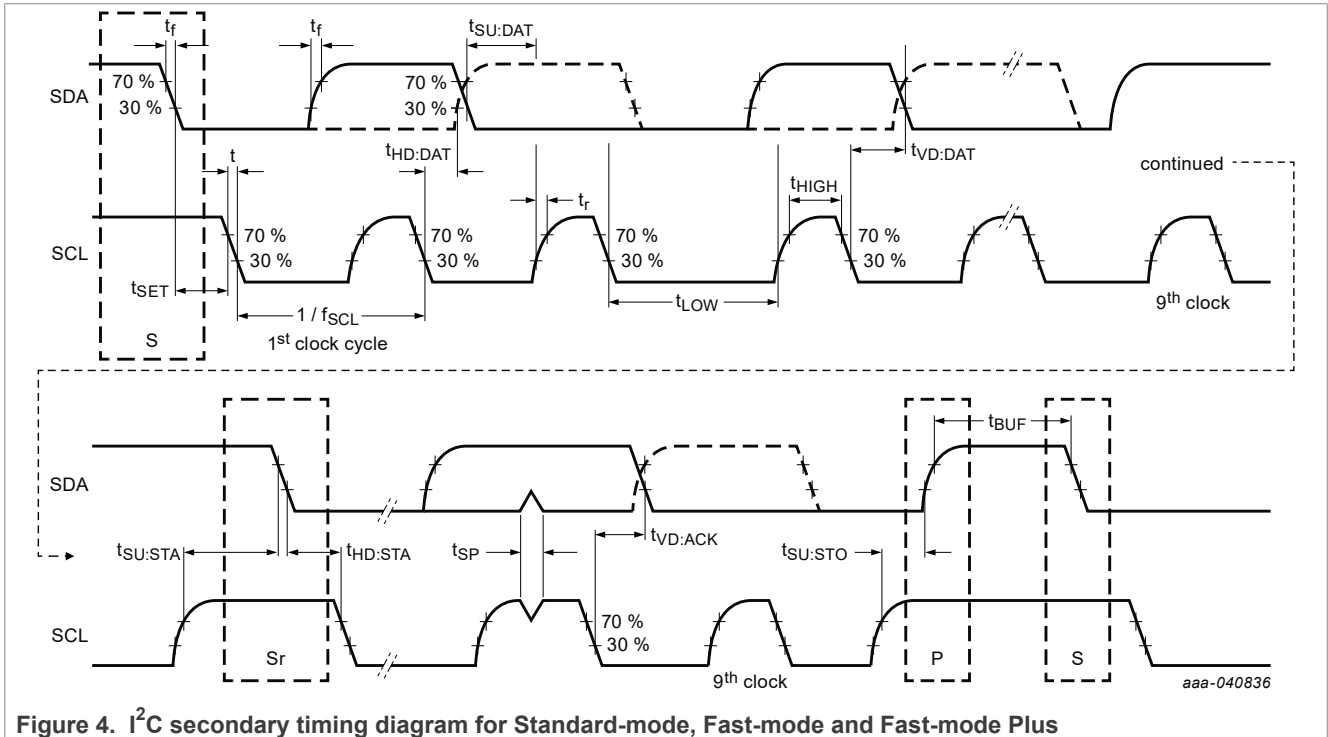 tf tf tSU:DAT
70 % 70 %
SDA
30 % 30 %
tHD:DAT tVD:DAT
continued
t tr tHIGH
70 % 70 % 70 % 70 %
SCL
30 % 30 % 30 % 30 %
tSET tLOW
1 / fSCL 9th clock
S 1st clock cycle
tBUF
SDA
tSU:STA tHD:STA tSP tVD:ACK tSU:STO
70 %
SCL
30 %
Sr P S
9th clock
aaa-040836
Figure 4. I2C secondary timing diagram for Standard-mode, Fast-mode and Fast-mode Plus